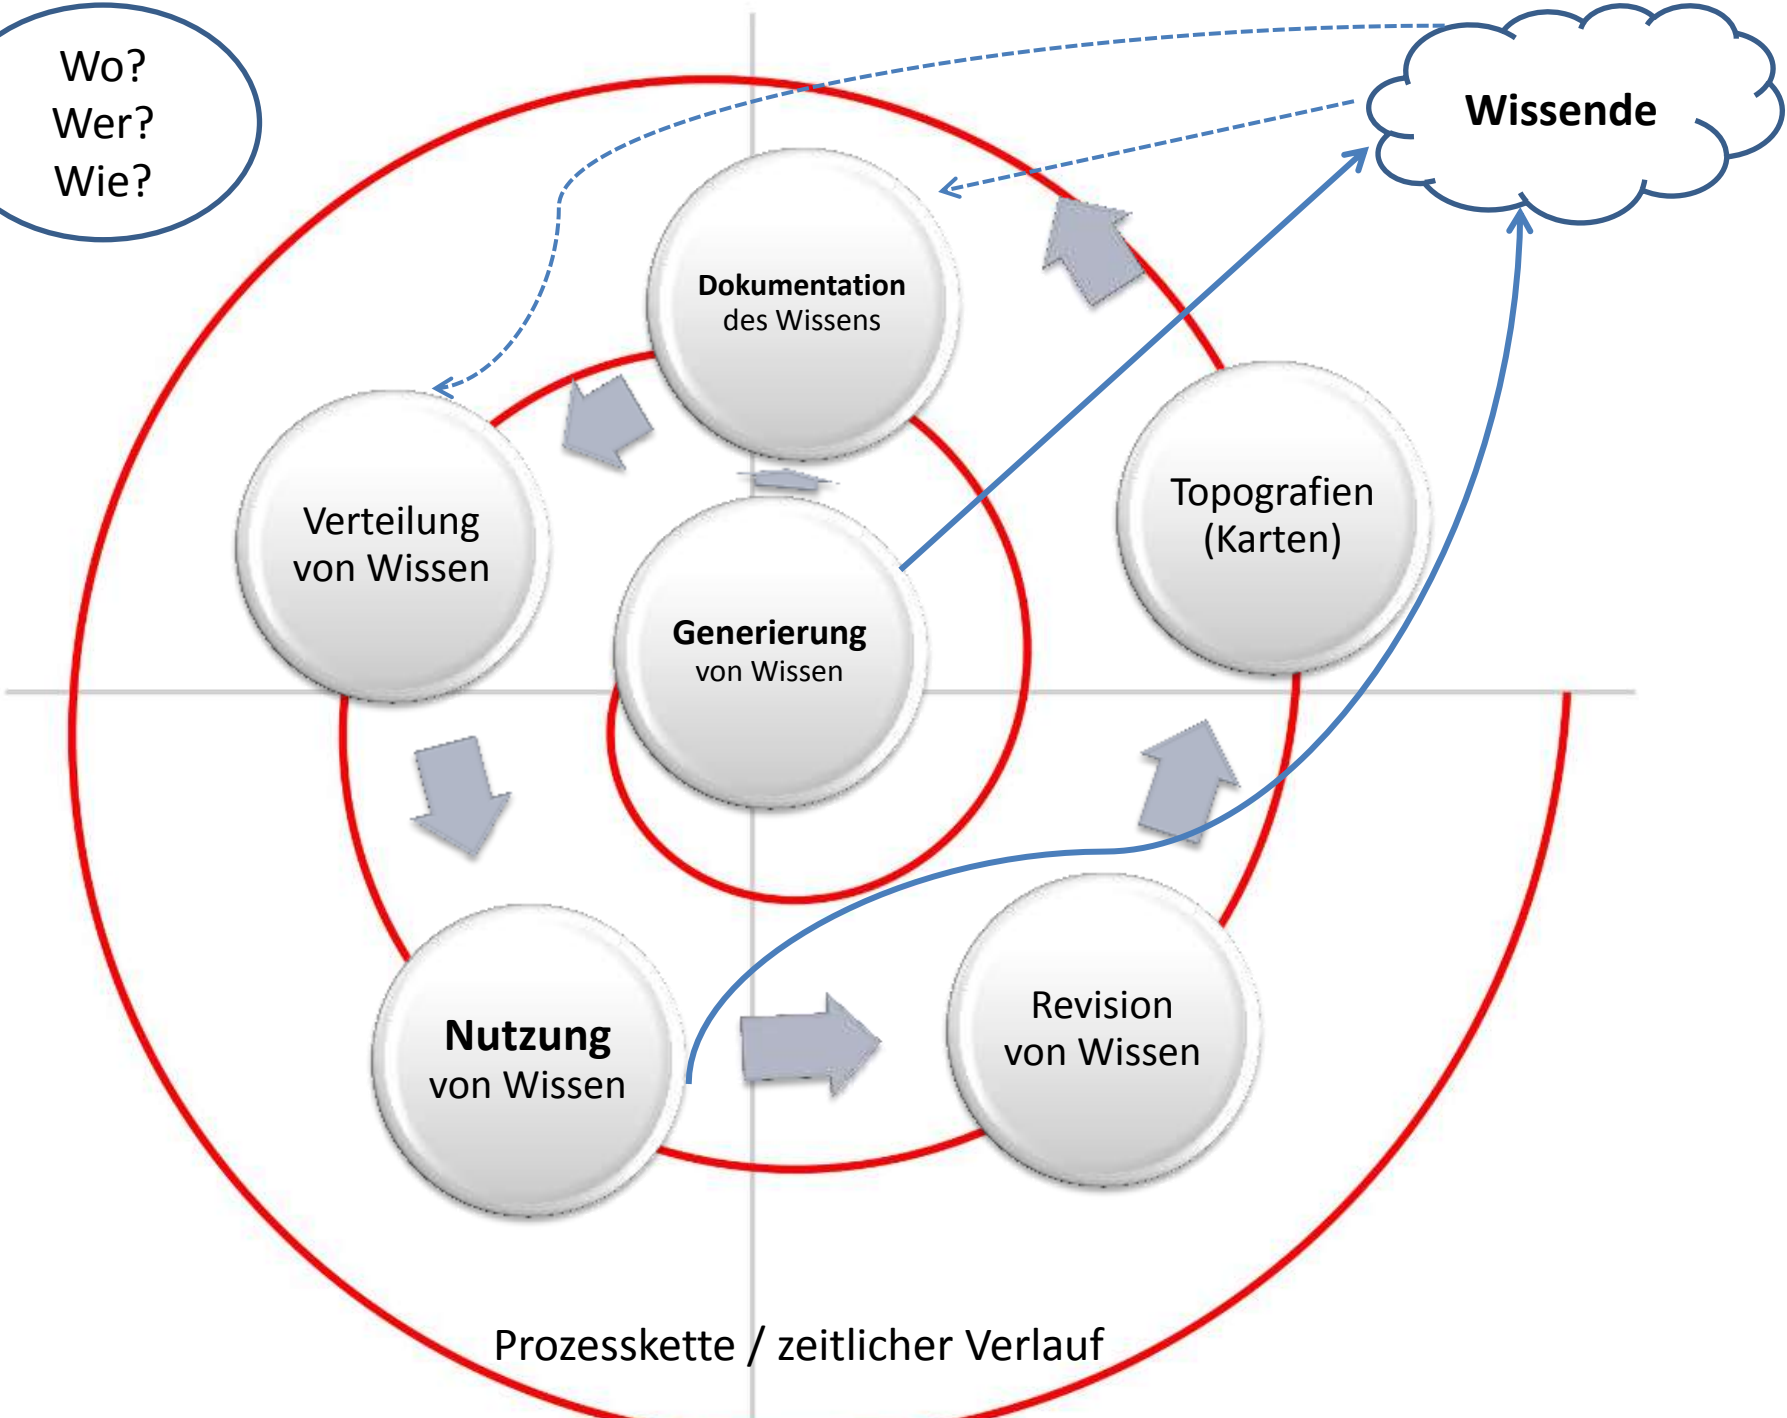 Wo?
Wer?
Wie?
Wissende
Dokumentation
des Wissens
Verteilung
von Wissen
Topografien
(Karten)
Generierung
von Wissen
Nutzung
von Wissen
Revision
von Wissen
Prozesskette / zeitlicher Verlauf